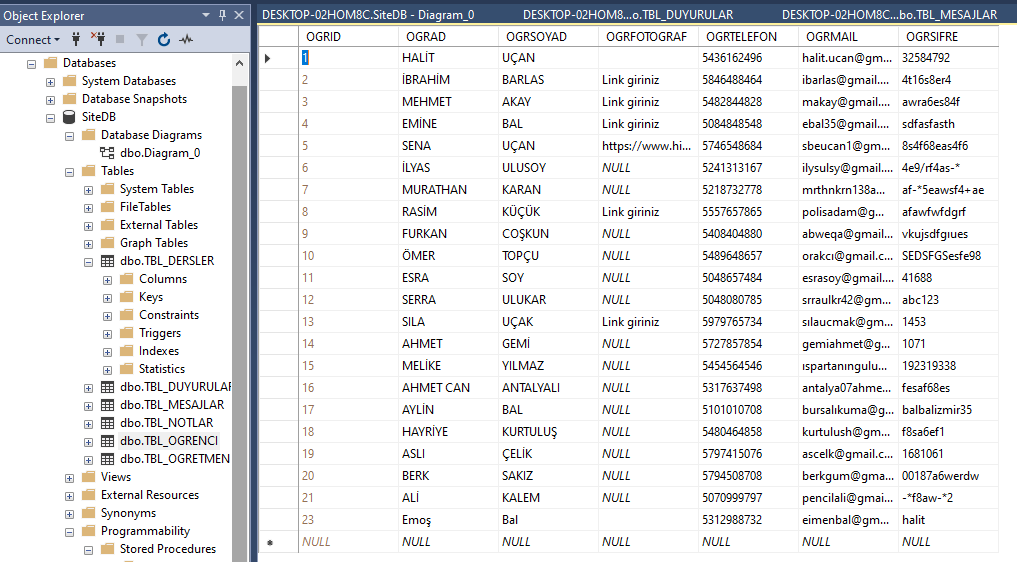 Object Explorer
Connect
Databases
System Databases
Database Snapshots
SiteDB
Database Diagrams
dbo.Diagram_0
Tables
System Tables
FileTables
External Tables
Graph Tables
dbo.TBL_DERSLER
Columns
Keys
Constraints
Triggers
Indexes
Statistics
dbo.TBL_DUYURULAR
dbo.TBL_MESAJLAR
dbo.TBL_NOTLAR
dbo.TBL_OGRENCI
dbo.TBL_OGRETMEN
Views
External Resources
Synonyms
Programmability
Stored Procedures
DESKTOP-02HOM8C.SiteDB - Diagram_0 DESKTOP-02HOM8...o.TBL_DUYURULAR DESKTOP-02HOM8C...bo.TBL_MESAJLAR
OGRID OGRAD OGRSOYAD OGRFOTOGRAF OGRTELEFON OGRMAIL OGRSIFRE
1 HALİT UÇAN 5436162496 halit.ucan@gm... 32584792
2 İBRAHİM BARLAS Link giriniz 5846488464 ibarlas@gmail.... 4t16s8er4
3 MEHMET AKAY Link giriniz 5482844828 makay@gmail.... awra6es84f
4 EMİNE BAL Link giriniz 5084848548 ebal35@gmail.... sdfasfasth
5 SENA UÇAN https://www.hi... 5746548684 sbeucan1@gm... 8s4f68eas4f6
6 İLYAS ULUSOY NULL 5241313167 ilysulsy@gmail... 4e9/rf4as-*
7 MURATHAN KARAN NULL 5218732778 mrthnkrn138a... af-*5eawsf4+ae
8 RASİM KÜÇÜK Link giriniz 5557657865 polisadam@g... afawfwfdgrf
9 FURKAN COŞKUN NULL 5408404880 abweqa@gmail... vkujsdfgıues
10 ÖMER TOPÇU NULL 5489648657 orakcı@gmail.c... SEDSFGSesfe98
11 ESRA SOY NULL 5048657484 esrasoy@gmail.... 41688
12 SERRA ULUKAR NULL 5048080785 srraulkr42@gm... abc123
13 SILA UÇAK Link giriniz 5979765734 sılaucmak@gm... 1453
14 AHMET GEMİ NULL 5727857854 gemiahmet@g... 1071
15 MELİKE YILMAZ NULL 5454564546 ıspartanıngulu... 192319338
16 AHMET CAN ANTALYALI NULL 5317637498 antalya07ahme... fesaf68es
17 AYLİN BAL NULL 5101010708 bursalıkuma@g... balbalizmir35
18 HAYRİYE KURTULUŞ NULL 5480464858 kurtulush@gm... f8sa6ef1
19 ASLI ÇELİK NULL 5797415076 ascelk@gmail.c... 1681061
20 BERK SAKIZ NULL 5794508708 berkgum@gma... 00187a6werdw
21 ALİ KALEM NULL 5070999797 pencilali@gmai... -*f8aw-*2
23 Emoş Bal 5312988732 eimenbal@gm... halit
NULL NULL NULL NULL NULL NULL NULL